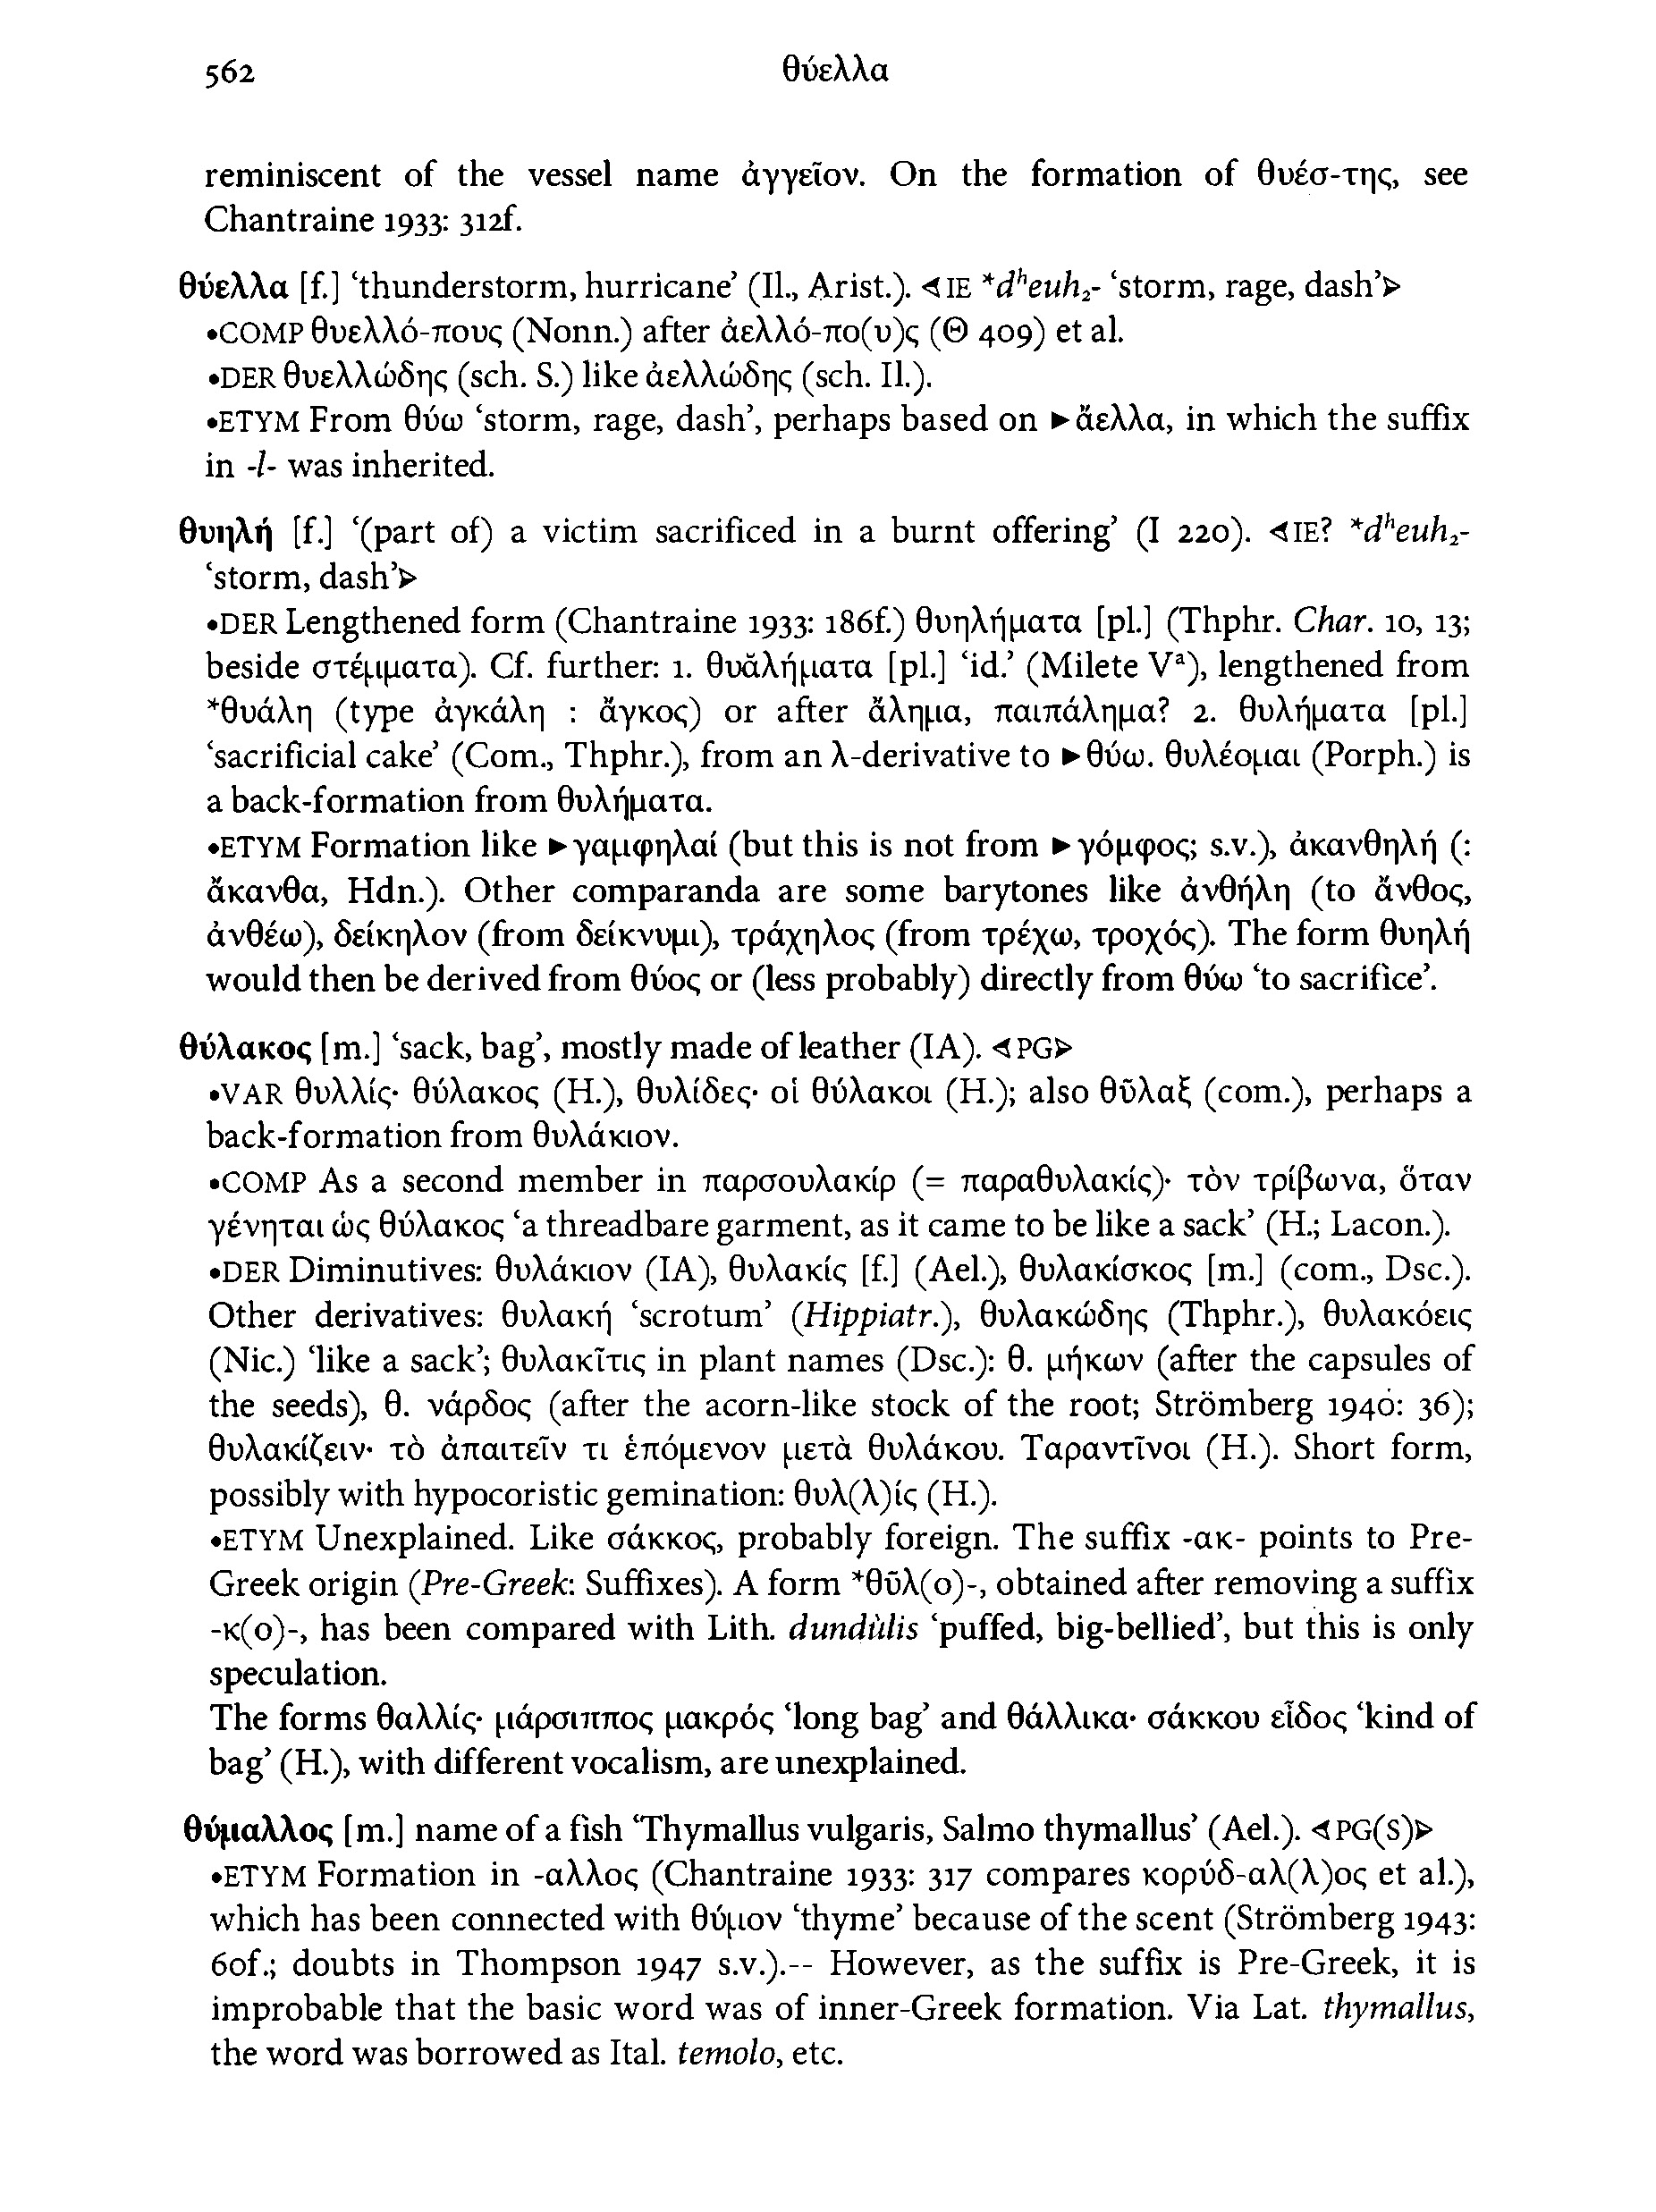 562 θύελλα
reminiscent of the vessel name ἀγγεῖον. On the formation of θυέσ-της, see
Chantraine 1933: 312f.
θύελλα [f.] ‘thunderstorm, hurricane’ (Il., Arist.). ⊲IE *dʰeuh₂- ‘storm, rage, dash’⊳
•COMP θυελλό-πους (Nonn.) after ἀελλό-πο(υ)ς (Θ 409) et al.
•DER θυελλώδης (sch. S.) like ἀελλώδης (sch. Il.).
•ETYM From θύω ‘storm, rage, dash’, perhaps based on ►ἄελλα, in which the suffix
in -l- was inherited.
θυηλή [f.] ‘(part of) a victim sacrificed in a burnt offering’ (I 220). ⊲IE? *dʰeuh₂-
‘storm, dash’⊳
•DER Lengthened form (Chantraine 1933: 186f.) θυηλήματα [pl.] (Thphr. Char. 10, 13;
beside στέμματα). Cf. further: 1. θυᾱλήματα [pl.] ‘id.’ (Milete Vᵃ), lengthened from
*θυάλη (type ἀγκάλη : ἄγκος) or after ἄλημα, παιπάλημα? 2. θυλήματα [pl.]
‘sacrificial cake’ (Com., Thphr.), from an λ-derivative to ►θύω. θυλέομαι (Porph.) is
a back-formation from θυλήματα.
•ETYM Formation like ►γαμφηλαί (but this is not from ►γόμφος; s.v.), ἀκανθηλή (:
ἄκανθα, Hdn.). Other comparanda are some barytones like ἀνθήλη (to ἄνθος,
ἀνθέω), δείκηλον (from δείκνυμι), τράχηλος (from τρέχω, τροχός). The form θυηλή
would then be derived from θύος or (less probably) directly from θύω ‘to sacrifice’.
θύλακος [m.] ‘sack, bag’, mostly made of leather (IA). ⊲PG⊳
•VAR θυλλίς· θύλακος (H.), θυλίδες· οἱ θύλακοι (H.); also θῦλαξ (com.), perhaps a
back-formation from θυλάκιον.
•COMP As a second member in παρσουλακίρ (= παραθυλακίς)· τὸν τρίβωνα, ὅταν
γένηται ὡς θύλακος ‘a threadbare garment, as it came to be like a sack’ (H.; Lacon.).
•DER Diminutives: θυλάκιον (IA), θυλακίς [f.] (Ael.), θυλακίσκος [m.] (com., Dsc.).
Other derivatives: θυλακή ‘scrotum’ (Hippiatr.), θυλακώδης (Thphr.), θυλακόεις
(Nic.) ‘like a sack’; θυλακῖτις in plant names (Dsc.): θ. μήκων (after the capsules of
the seeds), θ. νάρδος (after the acorn-like stock of the root; Strömberg 1940: 36);
θυλακίζειν· τὸ ἀπαιτεῖν τι ἑπόμενον μετὰ θυλάκου. Ταραντῖνοι (H.). Short form,
possibly with hypocoristic gemination: θυλ(λ)ίς (H.).
•ETYM Unexplained. Like σάκκος, probably foreign. The suffix -ακ- points to Pre-
Greek origin (Pre-Greek: Suffixes). A form *θῡλ(ο)-, obtained after removing a suffix
-κ(ο)-, has been compared with Lith. dundùlis ‘puffed, big-bellied’, but this is only
speculation.
The forms θαλλίς· μάρσιππος μακρός ‘long bag’ and θάλλικα· σάκκου εἶδος ‘kind of
bag’ (H.), with different vocalism, are unexplained.
θύμαλλος [m.] name of a fish ‘Thymallus vulgaris, Salmo thymallus’ (Ael.). ⊲PG(S)⊳
•ETYM Formation in -αλλος (Chantraine 1933: 317 compares κορύδ-αλ(λ)ος et al.),
which has been connected with θύμον ‘thyme’ because of the scent (Strömberg 1943:
60f.; doubts in Thompson 1947 s.v.).-- However, as the suffix is Pre-Greek, it is
improbable that the basic word was of inner-Greek formation. Via Lat. thymallus,
the word was borrowed as Ital. temolo, etc.